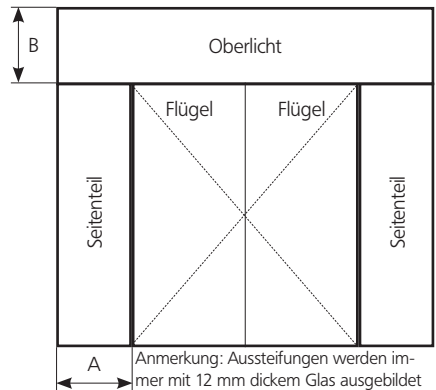 B
Oberlicht
Flügel
Flügel
Seitenteil
Seitenteil
A
Anmerkung: Aussteifungen werden im-
mer mit 12 mm dickem Glas ausgebildet